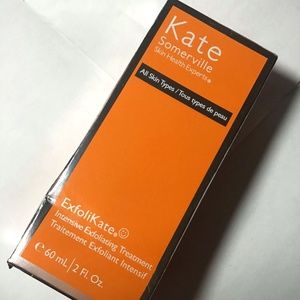 Kate
Somerville
Skin Health Experts®
All Skin Types / Tous types de peau
ExfoliKate®
Intensive Exfoliating Treatment
Traitement Exfoliant Intensif
℮ 60 mL / 2 Fl. Oz.